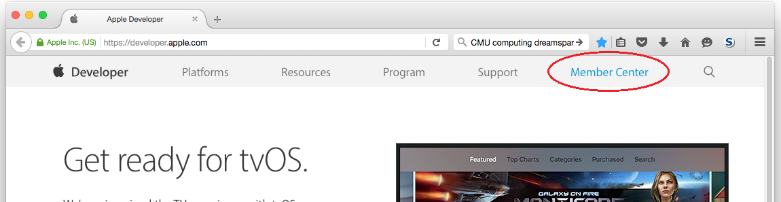 Apple Developer
Apple Inc. (US) https://developer.apple.com CMU computing dreamspar
Developer Platforms Resources Program Support Member Center
Get ready for tvOS.
Featured Top Charts Categories Purchased Search
GALAXY ON FIRE
MANTICORE